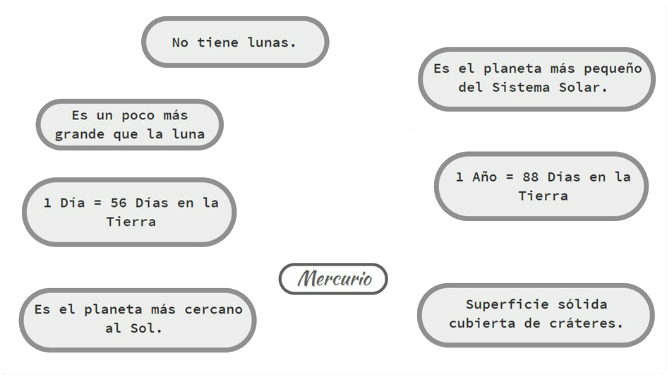 No tiene lunas.
Es el planeta más pequeño
del Sistema Solar.
Es un poco más
grande que la luna
1 Año = 88 Días en la
Tierra
1 Día = 56 Días en la
Tierra
Mercurio
Es el planeta más cercano
al Sol.
Superficie sólida
cubierta de cráteres.